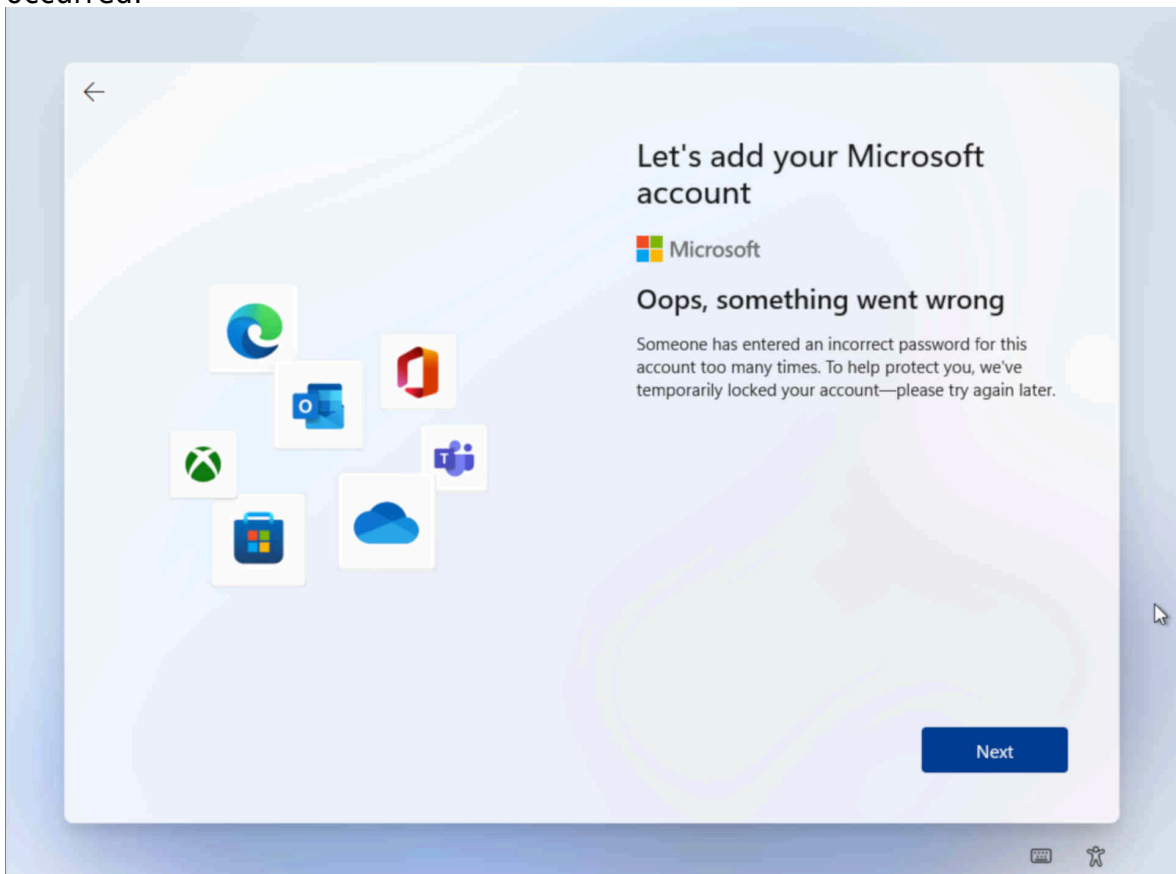 occurred.
Let's add your Microsoft
account
Microsoft
Oops, something went wrong
Someone has entered an incorrect password for this
account too many times. To help protect you, we've
temporarily locked your account—please try again later.
Next